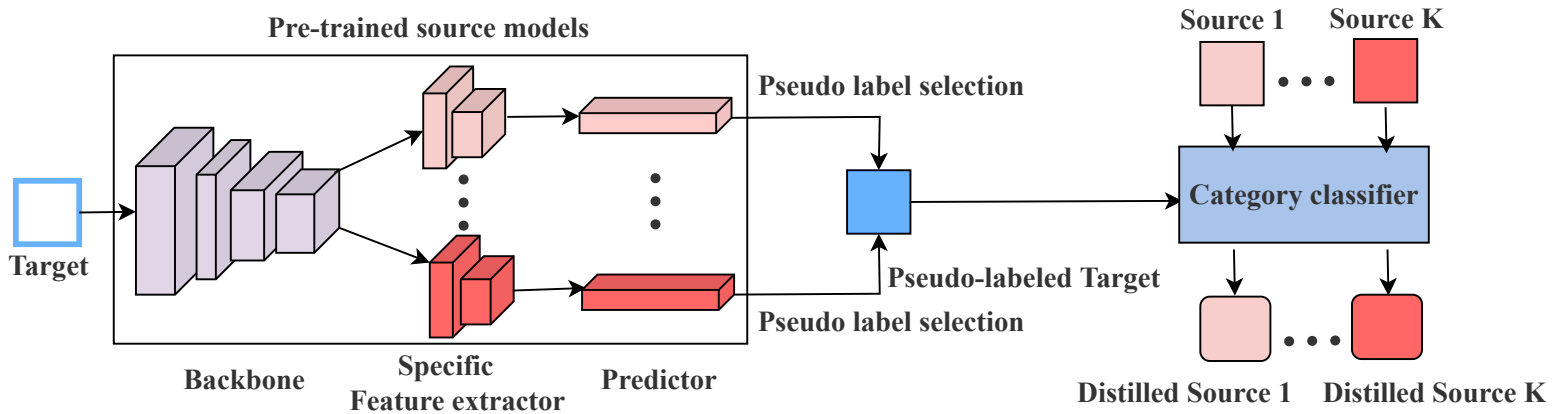 Pre-trained source models
Source 1
Source K
Pseudo label selection
Category classifier
Target
Pseudo-labeled Target
Pseudo label selection
Backbone
Specific
Feature extractor
Predictor
Distilled Source 1
Distilled Source K